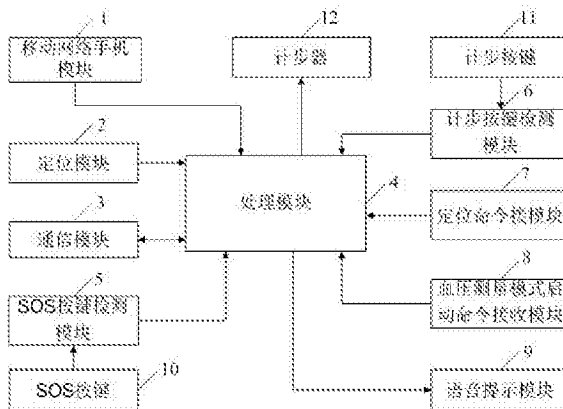 1
12
11
移动网络手机
模块
计步器
计步按键
2
6
定位模块
计步按键检测
模块
3
处理模块
4
7
通信模块
定位命令接模块
5
8
SOS按键检测
模块
血压测量模式启
动命令接收模块
9
SOS按键
10
语音提示模块